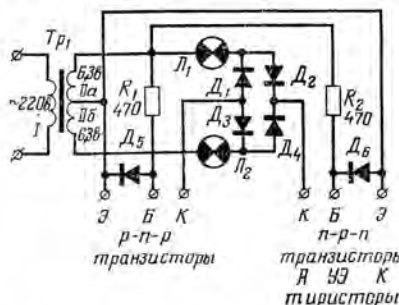 Тр₁
~220в
I
6,3в
IIа
IIб
6,3в
R₁
470
Л₁
Д₁
Д₂
Д₃
Д₄
Д₅
Л₂
R₂
470
Д₆
Э Б К К Б Э
р-п-р
транзисторы
п-р-п
транзисторы
А УЭ К
тиристоры